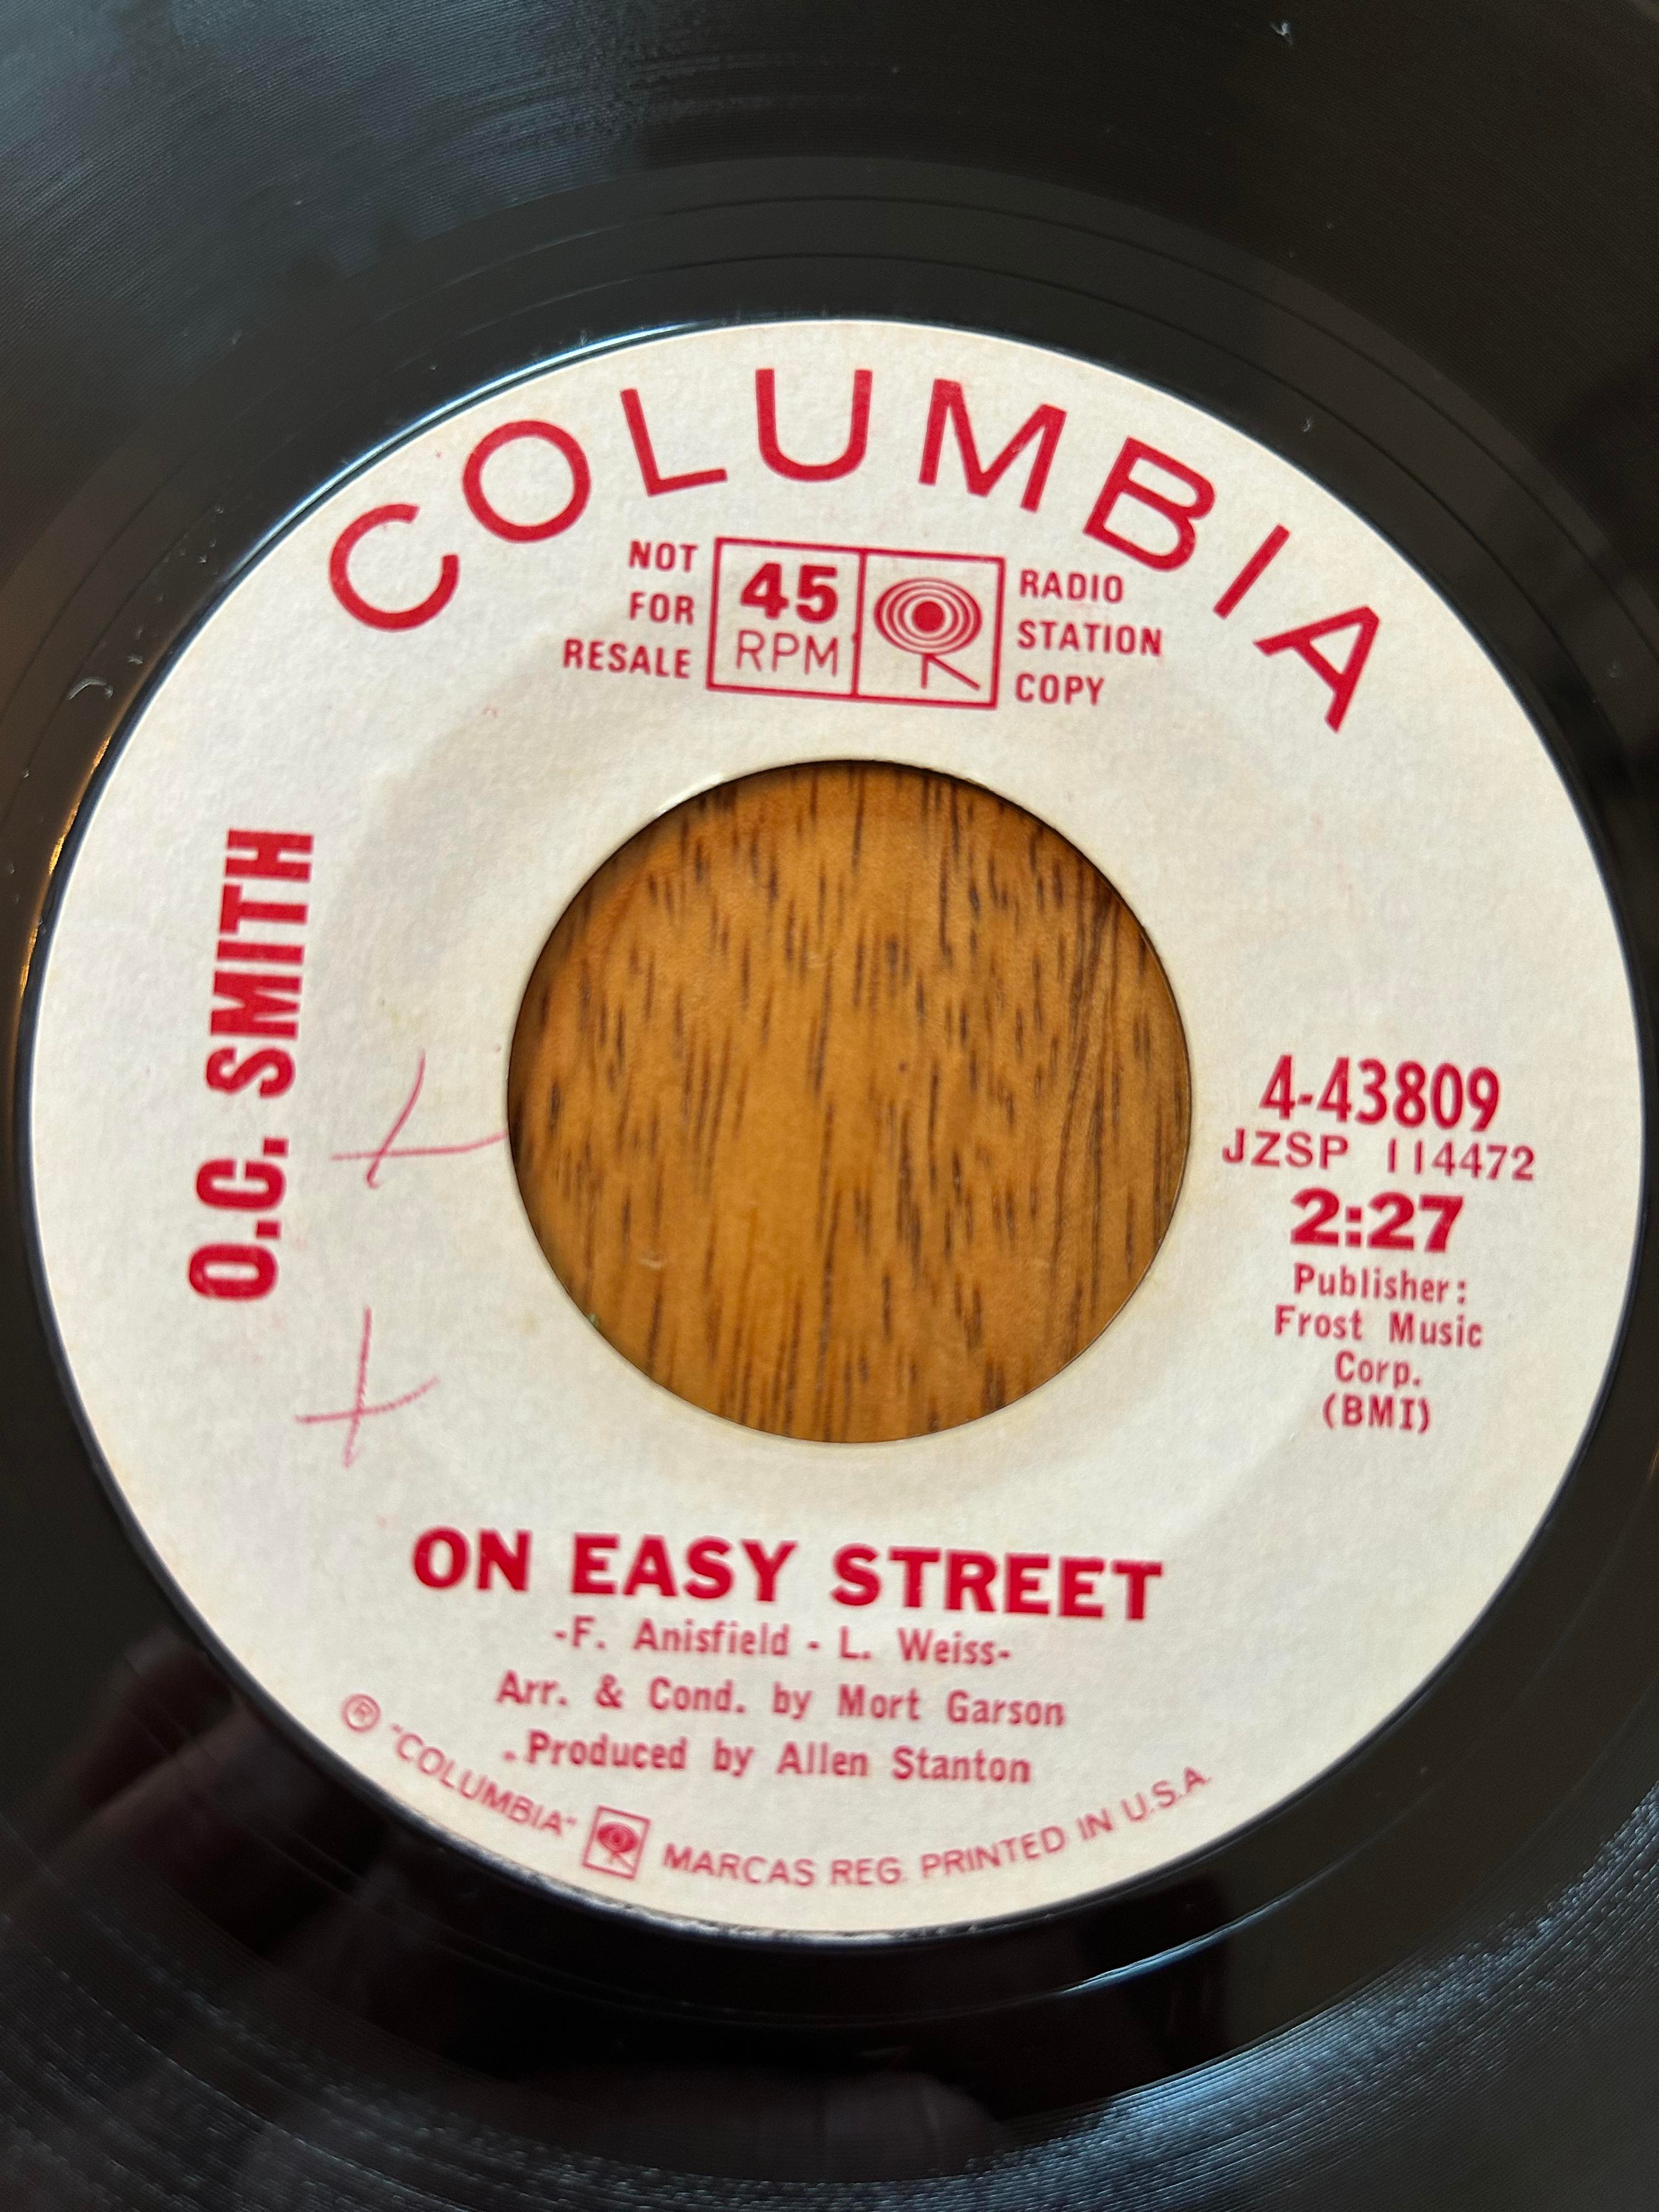 COLUMBIA
NOT
FOR
RESALE
45
RPM
RADIO
STATION
COPY
O.C. SMITH
4-43809
JZSP 114472
2:27
Publisher:
Frost Music
Corp.
(BMI)
ON EASY STREET
-F. Anisfield - L. Weiss-
Arr. & Cond. by Mort Garson
.Produced by Allen Stanton
® "COLUMBIA" MARCAS REG. PRINTED IN U.S.A.